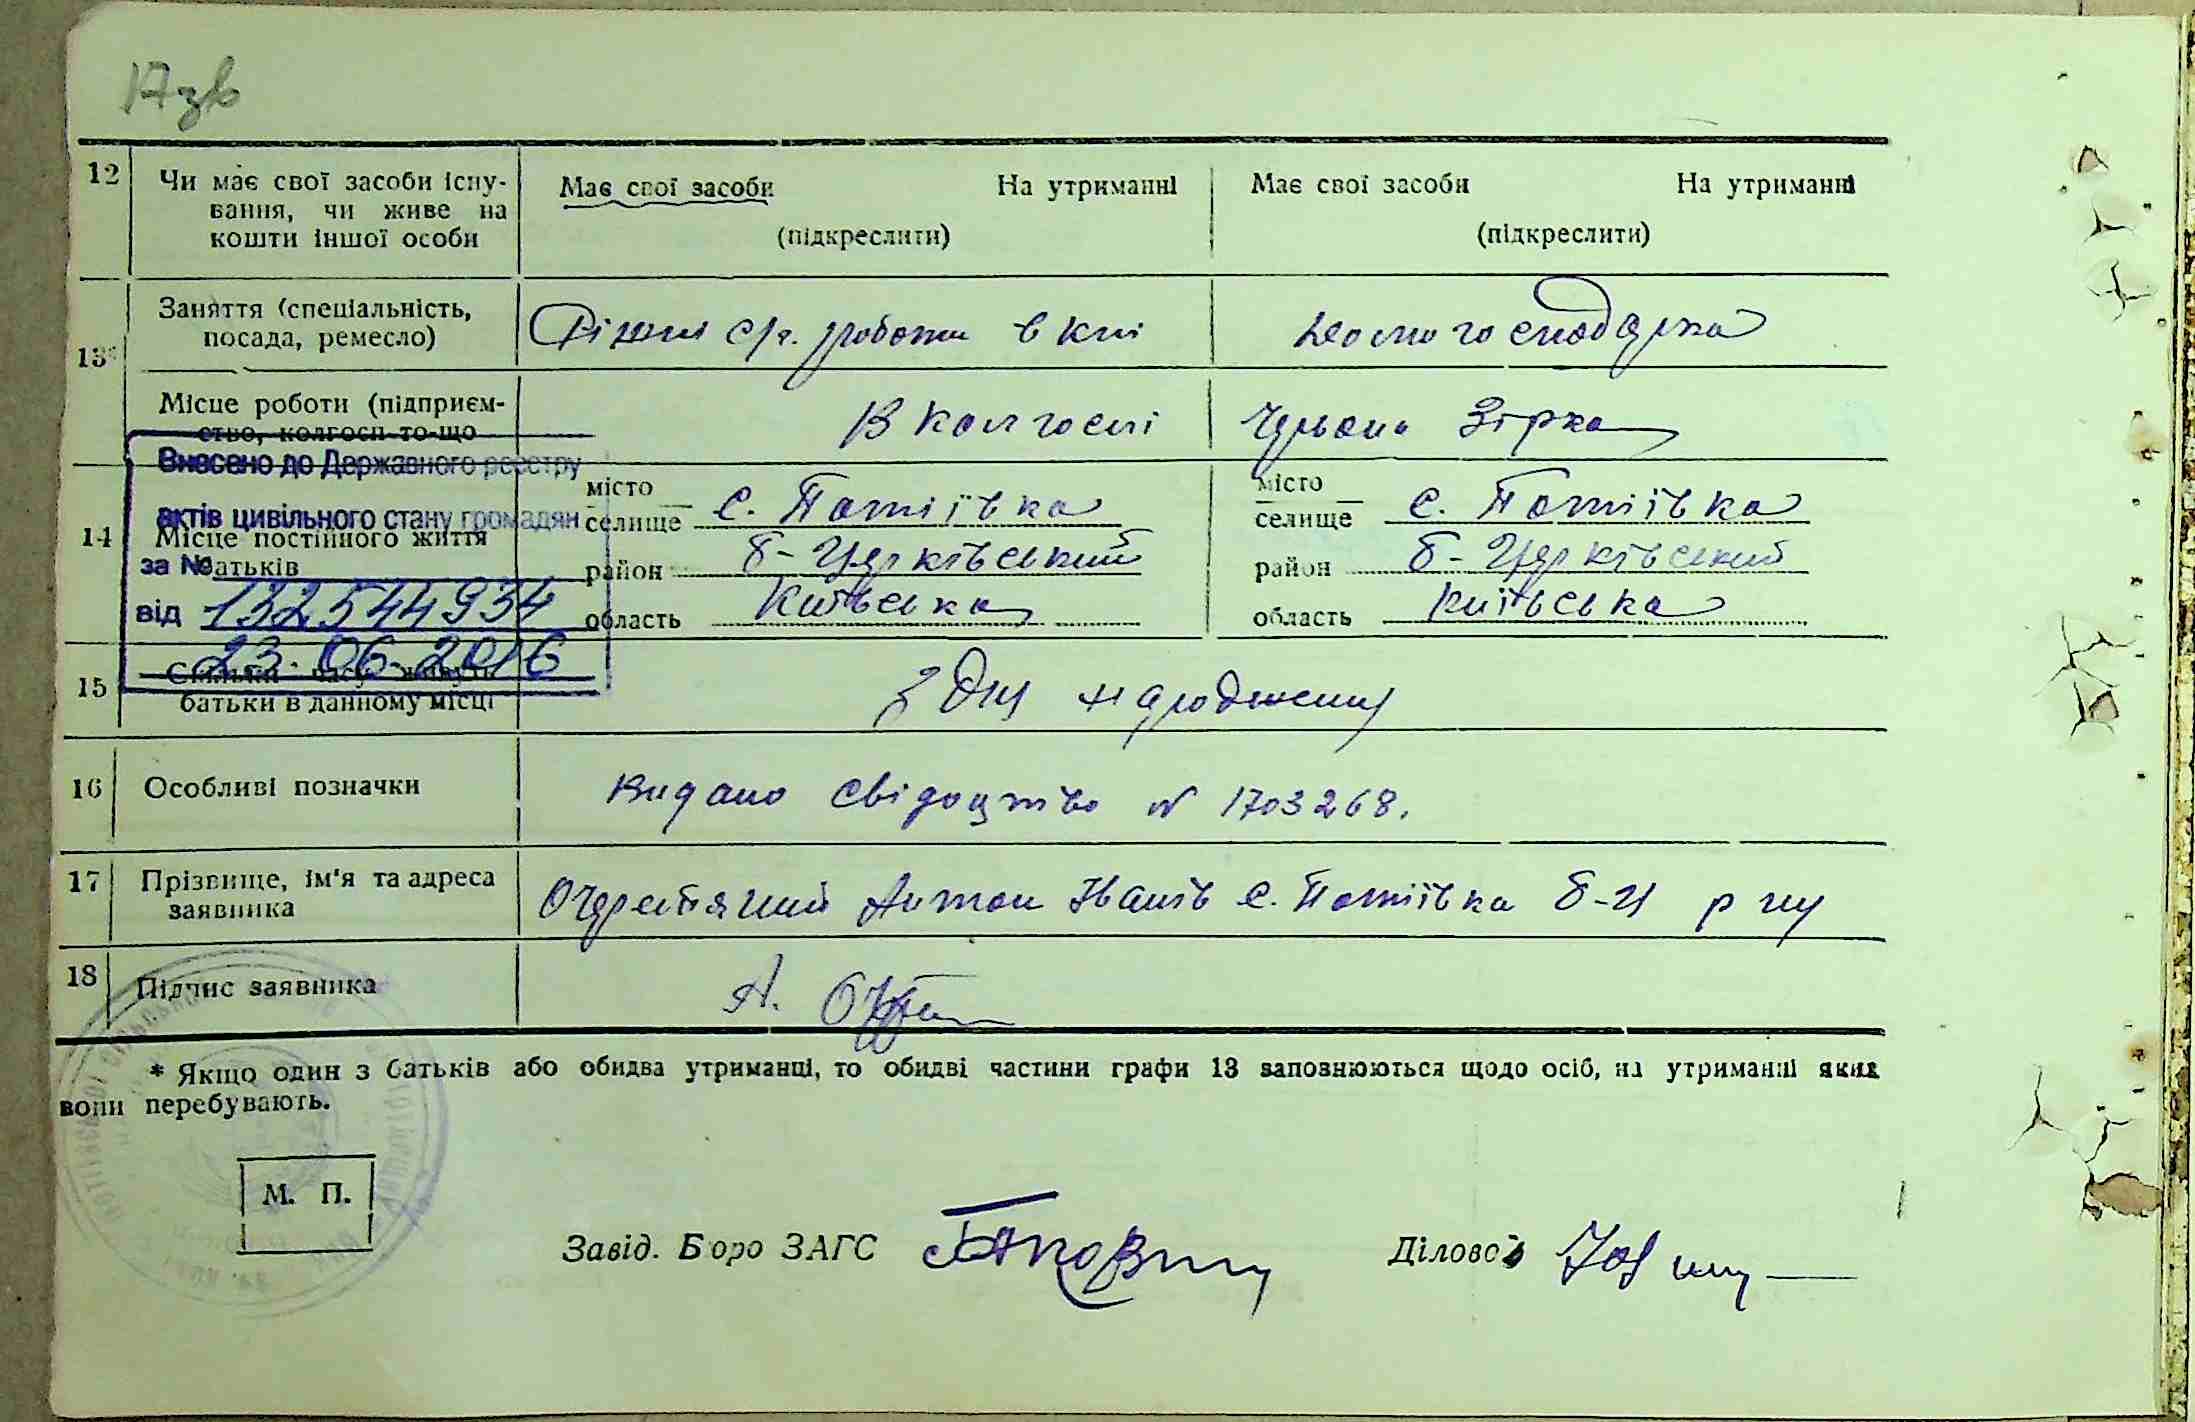 17зв
12 Чи має свої засоби існу-
вання, чи живе на
кошти іншої особи
Має свої засоби На утриманні
(підкреслити)
Має свої засоби На утриманні
(підкреслити)
13* Заняття (спеціальність,
посада, ремесло)
Різні с/г. роботи в
домогосподарка
Місце роботи (підприєм-
ство, колгосп то-що
В колгоспі Червона Зірка
Внесено до Державного реєстру
актів цивільного стану громадян
за №
132544934
від
23.06.2016
14 Місце постійного життя
батьків
місто
селище с. Потіївка
район Б-Церківський
область Київська
місто
селище с. Потіївка
район Б-Церківський
область Київська
15 Скільки часу живуть
батьки в данному місці
З дня народження
16 Особливі позначки
Видано свідоцтво № 1703268.
17 Прізвище, ім'я та адреса
заявника
Антон Іванів с. Потіївка Б-Ц р ну
18 Підпис заявника
А.
* Якщо один з батьків або обидва утриманці, то обидві частини графи 13 заповнюються щодо осіб, на утриманні яких
вони перебувають.
М. П.
Завід. Бюро ЗАГС
Діловод